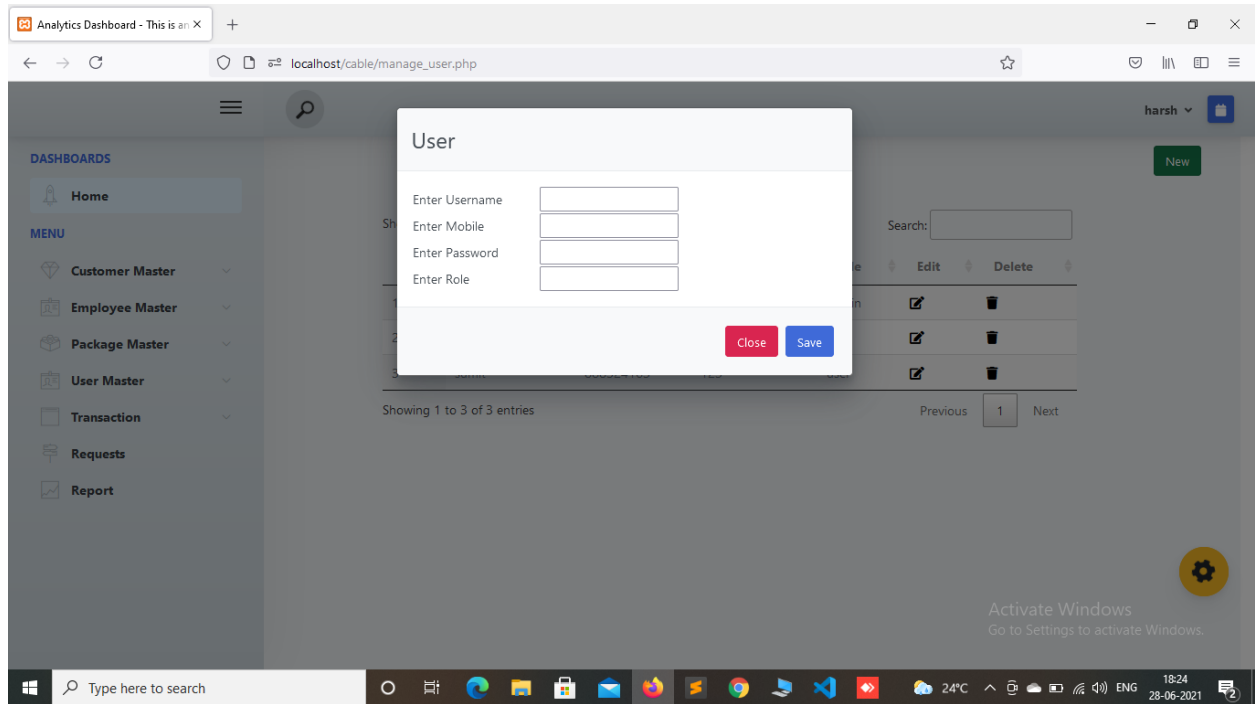 Analytics Dashboard - This is an
localhost/cable/manage_user.php
harsh
DASHBOARDS
Home
MENU
Customer Master
Employee Master
Package Master
User Master
Transaction
Requests
Report
New
User
Enter Username
Enter Mobile
Enter Password
Enter Role
Close Save
Search:
Edit Delete
Showing 1 to 3 of 3 entries
Previous 1 Next
Activate Windows
Go to Settings to activate Windows.
Type here to search
24°C ENG 18:24
28-06-2021
2